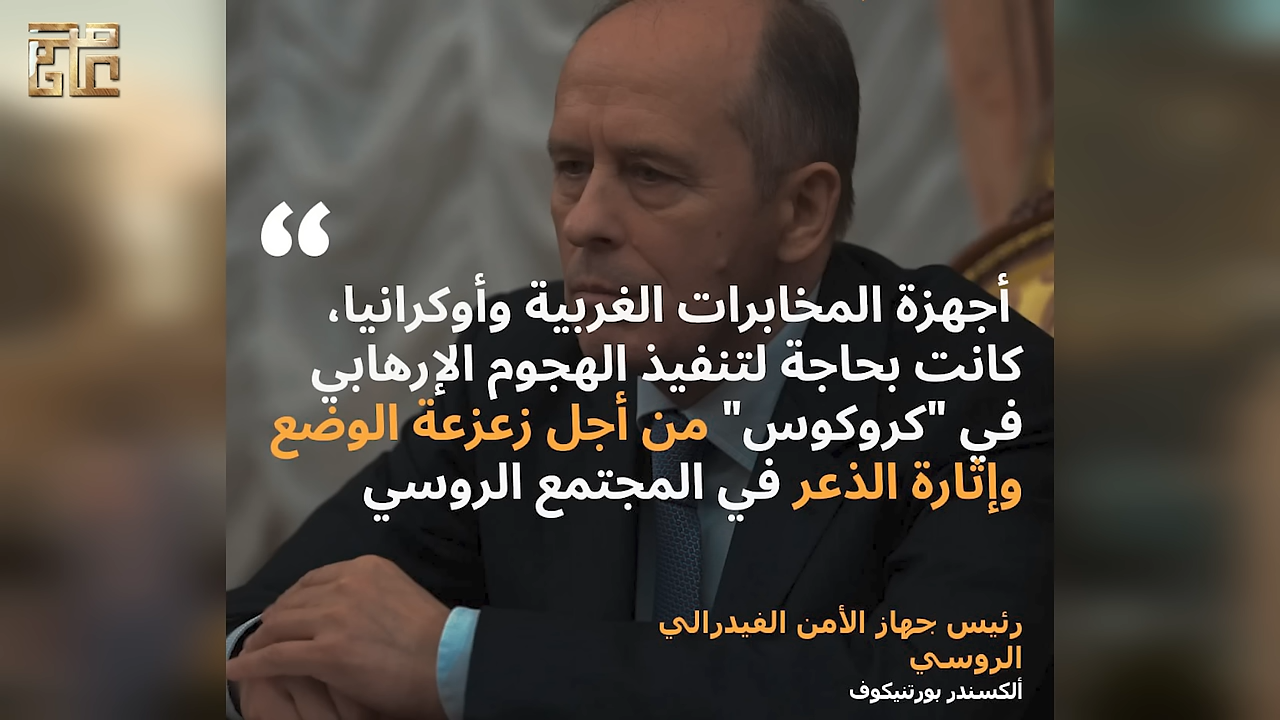 أجهزة المخابرات الغربية وأوكرانيا،
كانت بحاجة لتنفيذ الهجوم الإرهابي
في "كروكوس" من أجل زعزعة الوضع
وإثارة الذعر في المجتمع الروسي
رئيس جهاز الأمن الفيدرالي
الروسي
ألكسندر بورتنيكوف